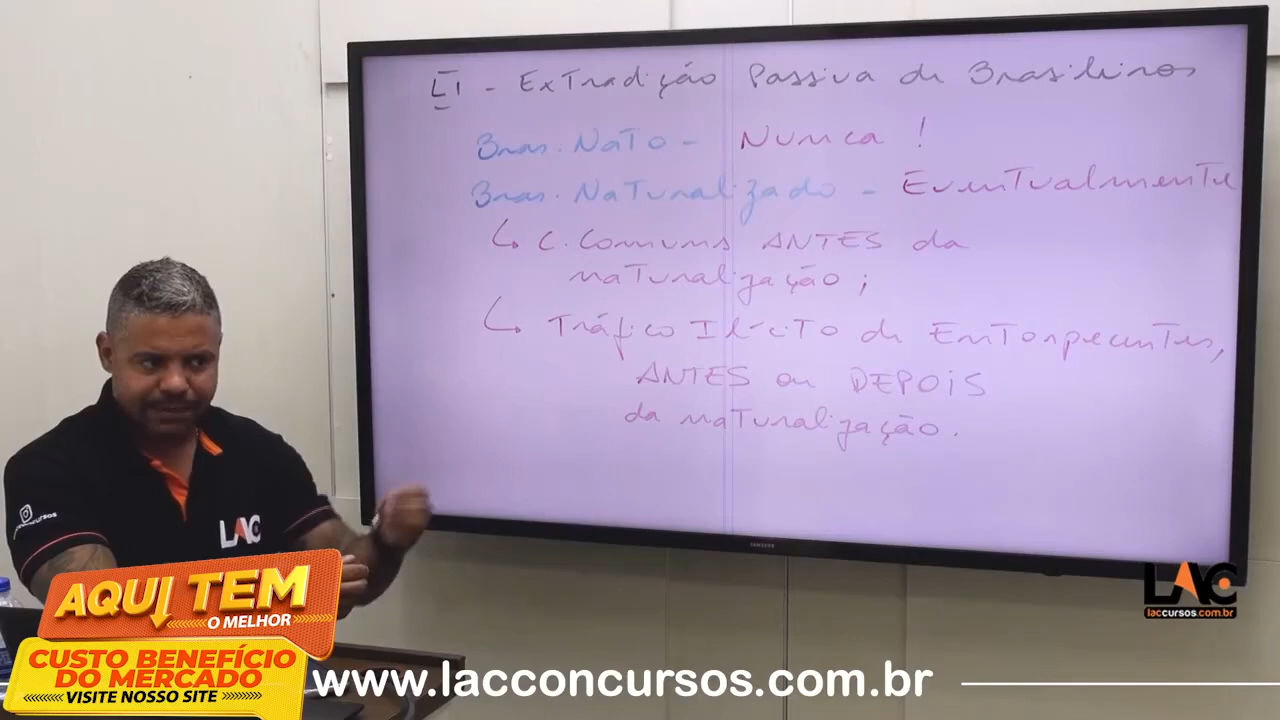 LI - Extradição Passiva de Brasileiros
Bras. Nato - Nunca !
Bras. Naturalizado - Eventualmente
↳ C. Comuns ANTES da
naturalização ;
↳ Tráfico Ilícito de Entorpecentes,
ANTES ou DEPOIS
da naturalização.
SAMSUNG
LAC
AQUI TEM
O MELHOR
CUSTO BENEFÍCIO
DO MERCADO
VISITE NOSSO SITE
www.lacconcursos.com.br
LAC
laccursos.com.br